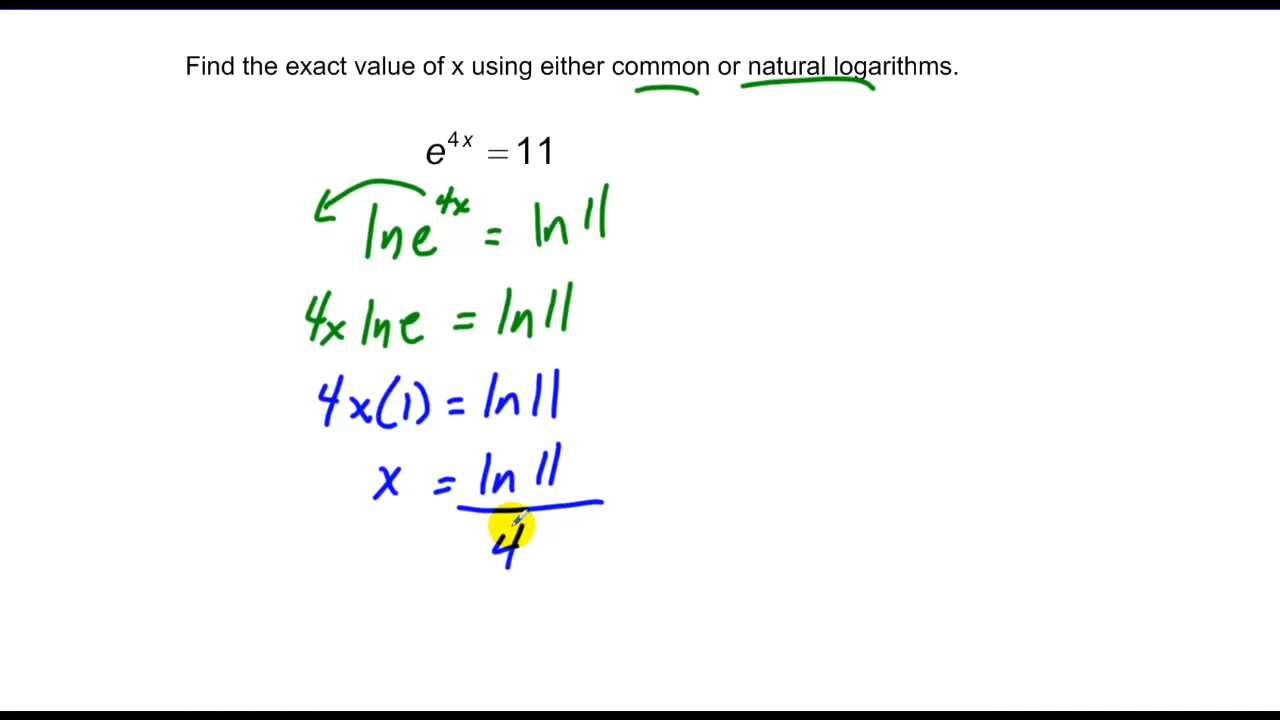 Find the exact value of x using either common or natural logarithms.
e^{4x} = 11
ln e^{4x} = ln 11
4x ln e = ln 11
4x(1) = ln 11
x = ln 11
4